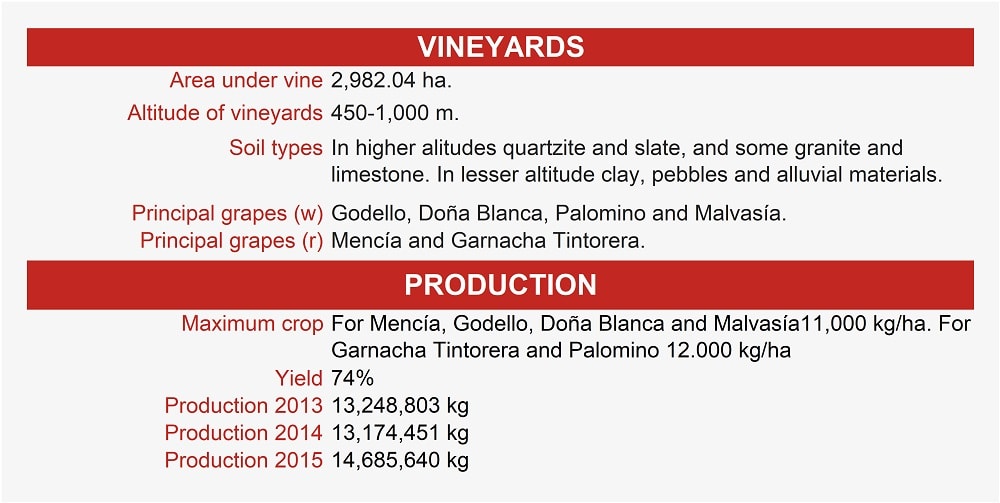 VINEYARDS
Area under vine 2,982.04 ha.
Altitude of vineyards 450-1,000 m.
Soil types In higher alitudes quartzite and slate, and some granite and
limestone. In lesser altitude clay, pebbles and alluvial materials.
Principal grapes (w) Godello, Doña Blanca, Palomino and Malvasía.
Principal grapes (r) Mencía and Garnacha Tintorera.
PRODUCTION
Maximum crop For Mencía, Godello, Doña Blanca and Malvasía11,000 kg/ha. For
Garnacha Tintorera and Palomino 12.000 kg/ha
Yield 74%
Production 2013 13,248,803 kg
Production 2014 13,174,451 kg
Production 2015 14,685,640 kg